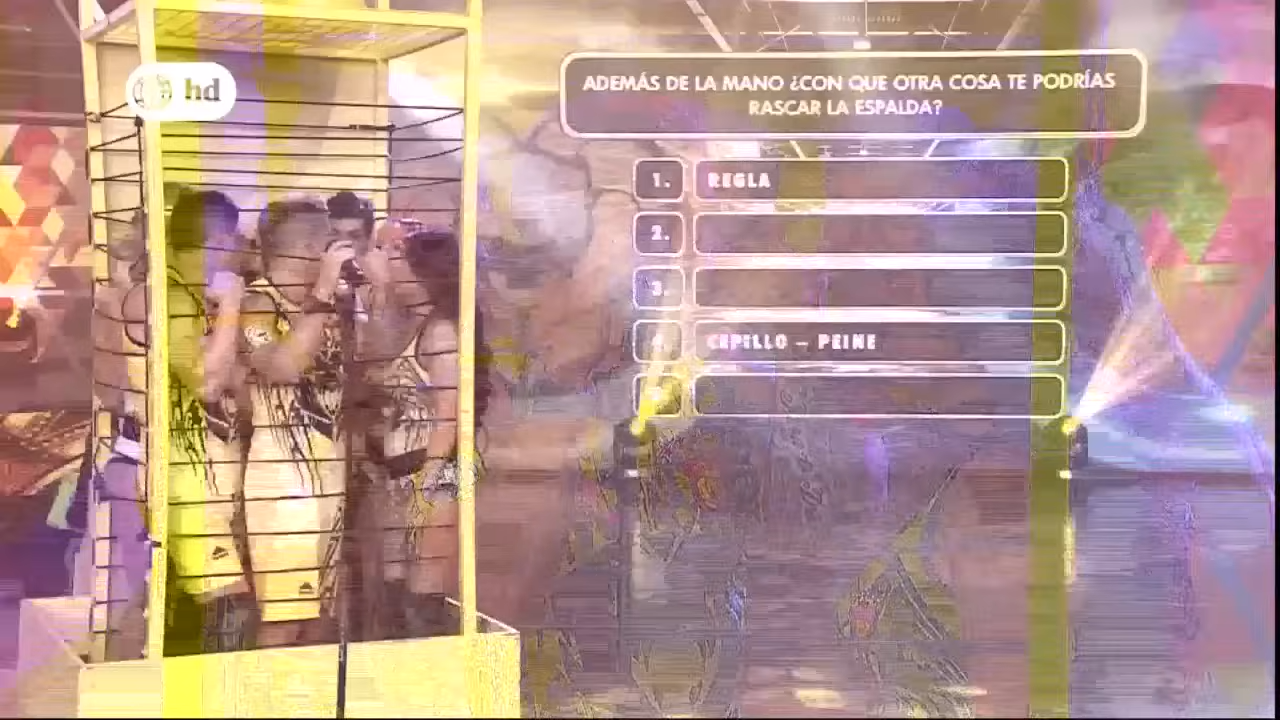 hd
ADEMÁS DE LA MANO ¿CON QUE OTRA COSA TE PODRÍAS
RASCAR LA ESPALDA?
1. REGLA
2.
3.
4. CEPILLO – PEINE